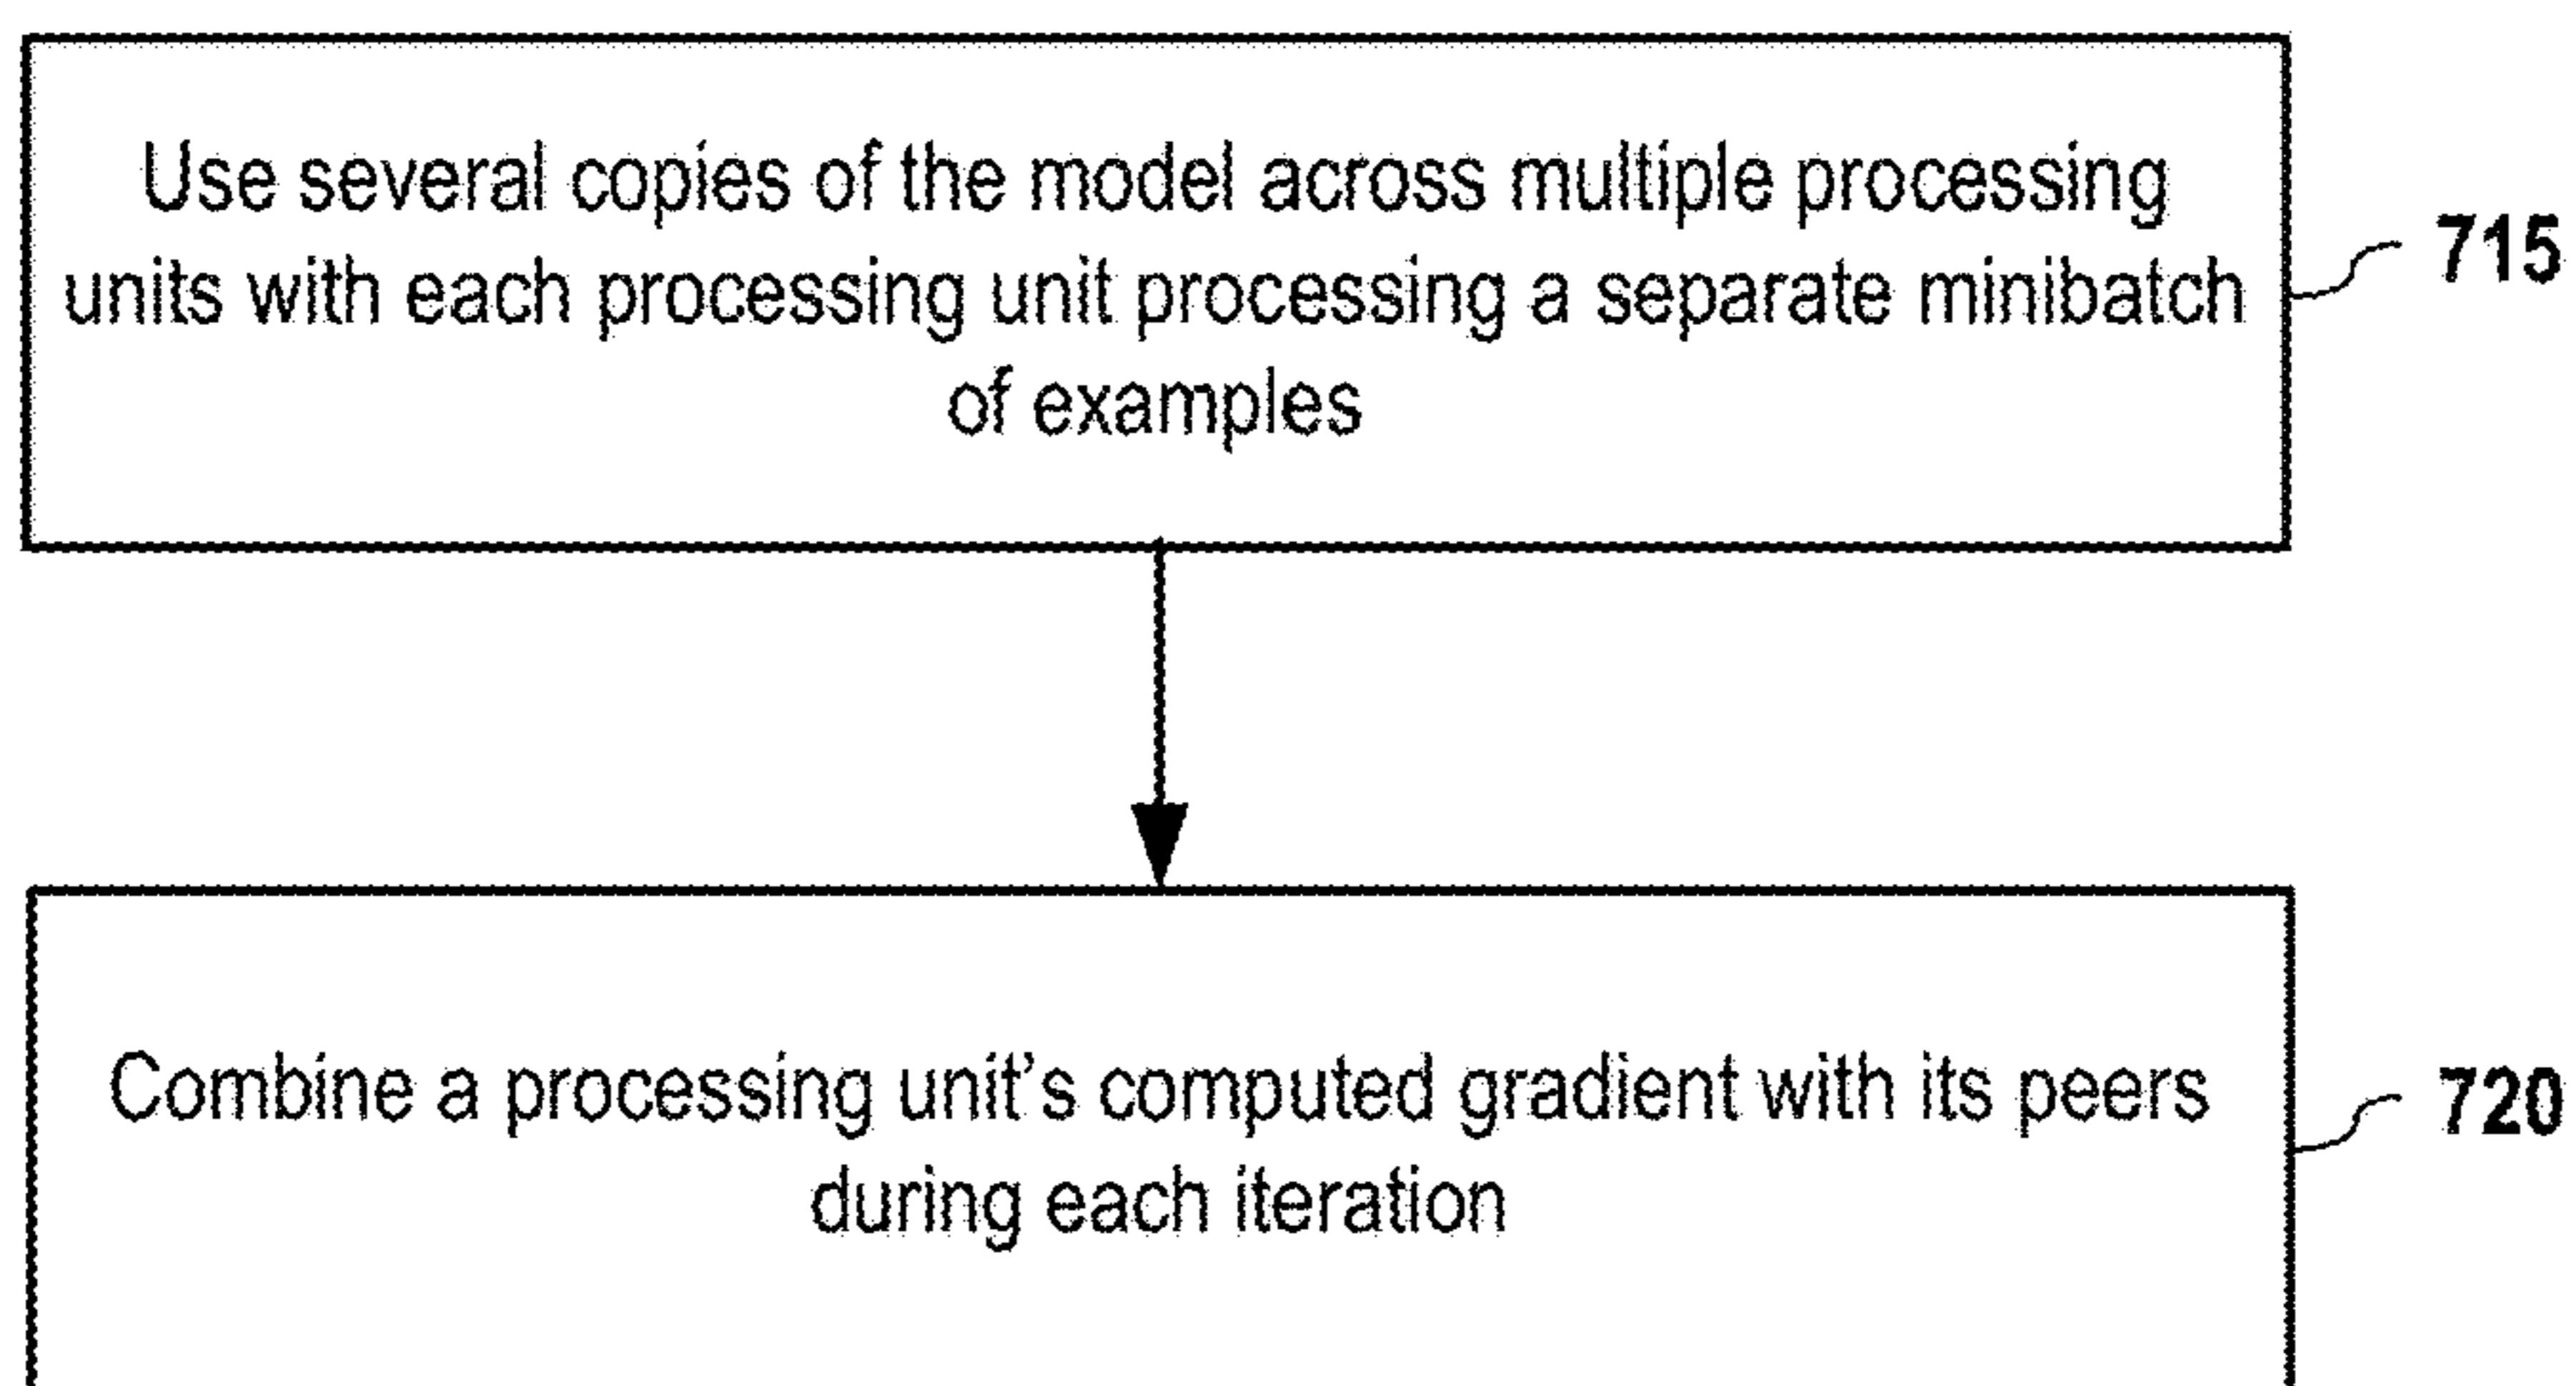 Use several copies of the model across multiple processing
units with each processing unit processing a separate minibatch
of examples
715
Combine a processing unit's computed gradient with its peers
during each iteration
720